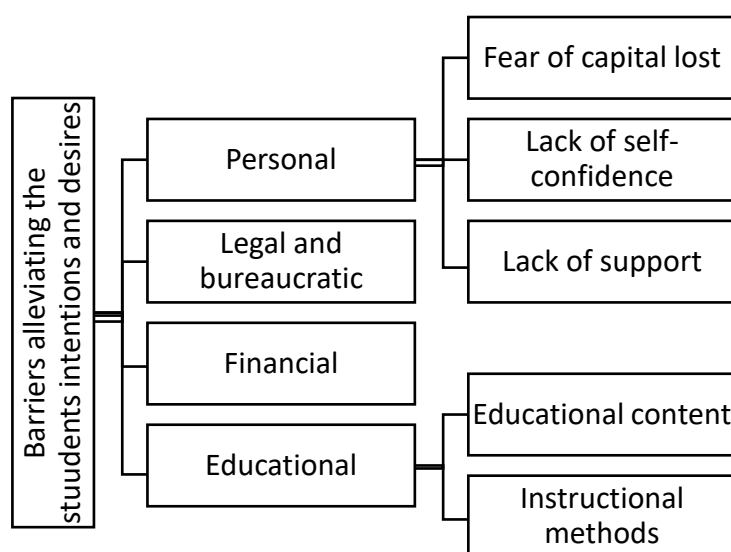 Barriers alleviating the
stuudents intentions and desires
Personal
Fear of capital lost
Lack of self-
confidence
Lack of support
Legal and
bureaucratic
Financial
Educational
Educational content
Instructional
methods